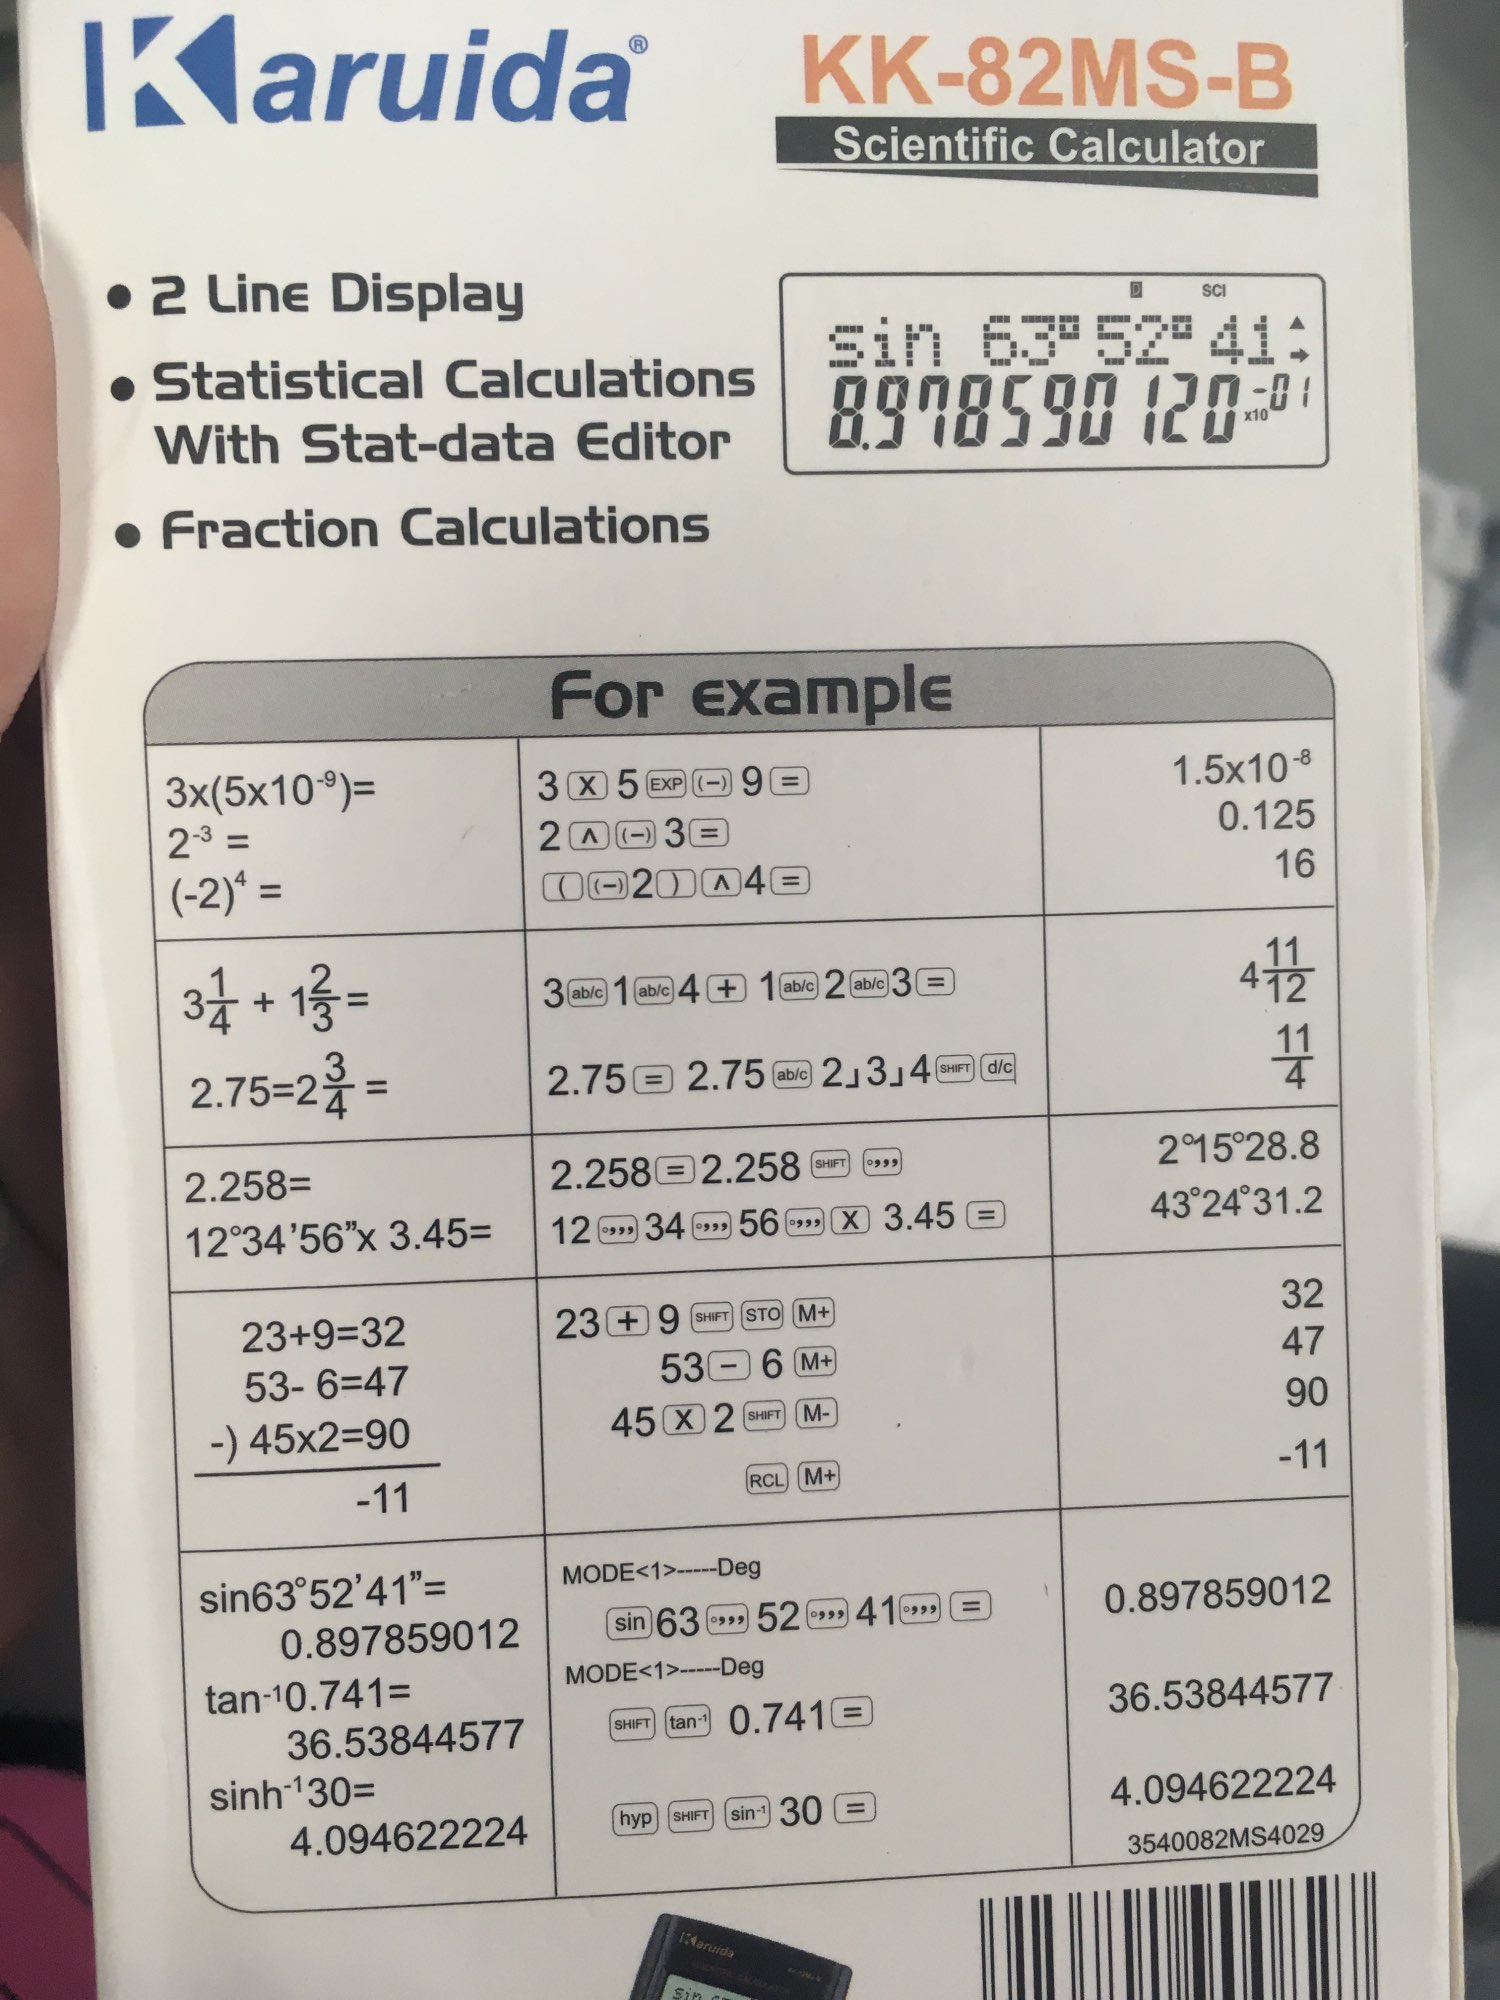 Karuida®
KK-82MS-B
Scientific Calculator
• 2 Line Display
• Statistical Calculations
With Stat-data Editor
• Fraction Calculations
D SCI
sin 63°52°41
8.978590120 x10-01
For example
3x(5x10⁻⁹)= 3 X 5 EXP (−) 9 = 1.5x10⁻⁸
2⁻³ = 2 ∧ (−) 3 = 0.125
(-2)⁴ = ( (−) 2 ) ∧ 4 = 16
3 1/4 + 1 2/3 = 3 ab/c 1 ab/c 4 + 1 ab/c 2 ab/c 3 = 4 11/12
2.75=2 3/4 = 2.75 = 2.75 ab/c 2⌟3⌟4 SHIFT d/c 11/4
2.258= 2.258 = 2.258 SHIFT °,,, 2°15°28.8
12°34'56”x 3.45= 12 °,,, 34 °,,, 56 °,,, X 3.45 = 43°24°31.2
23+9=32 23 + 9 SHIFT STO M+ 32
53- 6=47 53 − 6 M+ 47
-) 45x2=90 45 X 2 SHIFT M- 90
-11 RCL M+ -11
MODE<1>-----Deg
sin63°52’41”= sin 63 °,,, 52 °,,, 41 °,,, = 0.897859012
0.897859012
MODE<1>-----Deg
tan⁻¹0.741= SHIFT tan⁻¹ 0.741 = 36.53844577
36.53844577
sinh⁻¹30= hyp SHIFT sin⁻¹ 30 = 4.094622224
4.094622224
3540082MS4029
Karuida